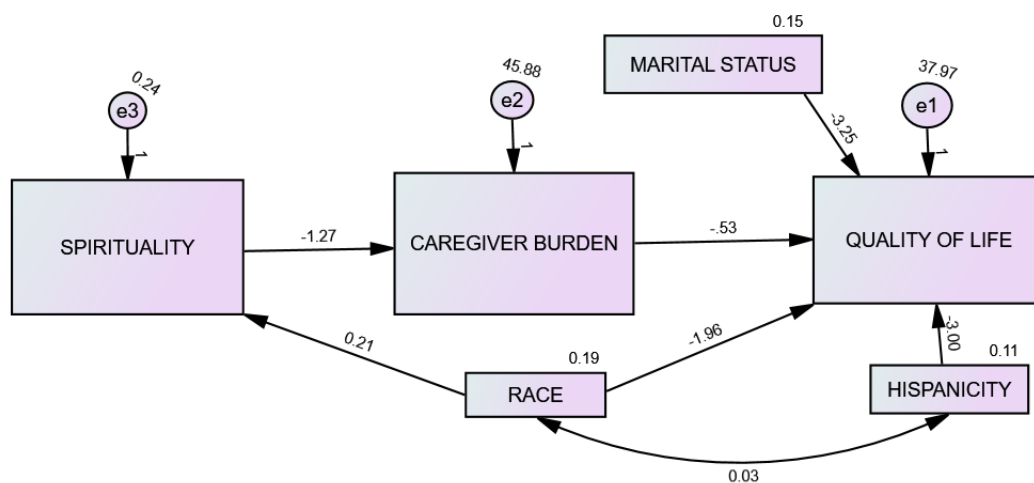 0.15
MARITAL STATUS
0.24
e3
1
45.88
e2
1
37.97
e1
1
-3.25
SPIRITUALITY
-1.27
CAREGIVER BURDEN
-.53
QUALITY OF LIFE
0.21
-1.96
-3.00
0.19
RACE
0.11
HISPANICITY
0.03